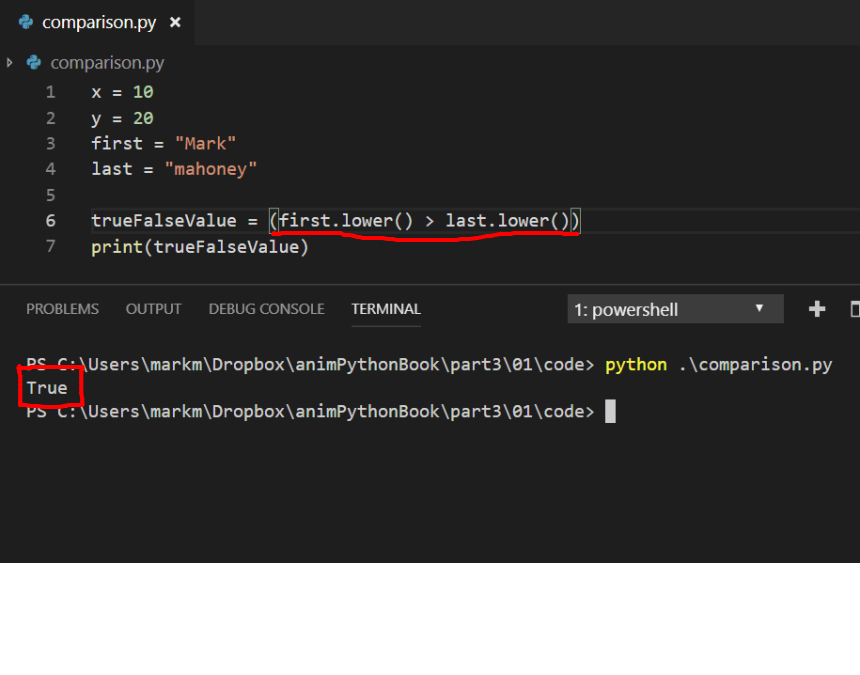 comparison.py ×
comparison.py
1 x = 10
2 y = 20
3 first = "Mark"
4 last = "mahoney"
5
6 trueFalseValue = (first.lower() > last.lower())
7 print(trueFalseValue)
PROBLEMS OUTPUT DEBUG CONSOLE TERMINAL 1: powershell
PS C:\Users\markm\Dropbox\animPythonBook\part3\01\code> python .\comparison.py
True
PS C:\Users\markm\Dropbox\animPythonBook\part3\01\code>